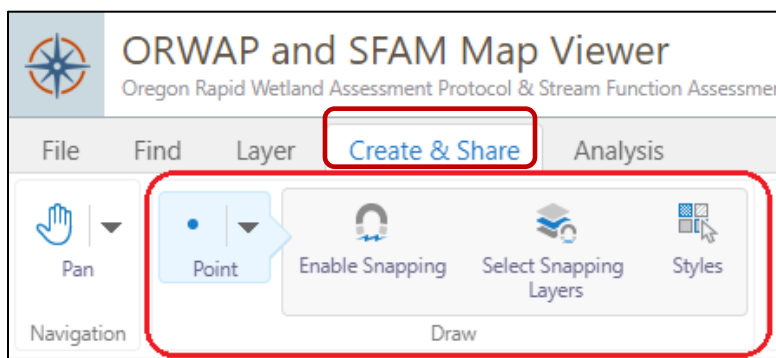 ORWAP and SFAM Map Viewer
Oregon Rapid Wetland Assessment Protocol & Stream Function Assessmen
File Find Layer Create & Share Analysis
Pan Point Enable Snapping Select Snapping Styles
Layers
Navigation Draw